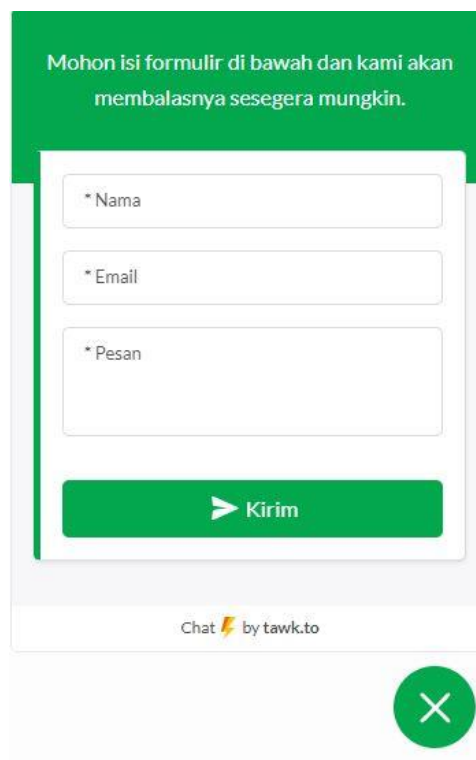 Mohon isi formulir di bawah dan kami akan
membalasnya sesegera mungkin.
* Nama
* Email
* Pesan
Kirim
Chat by tawk.to